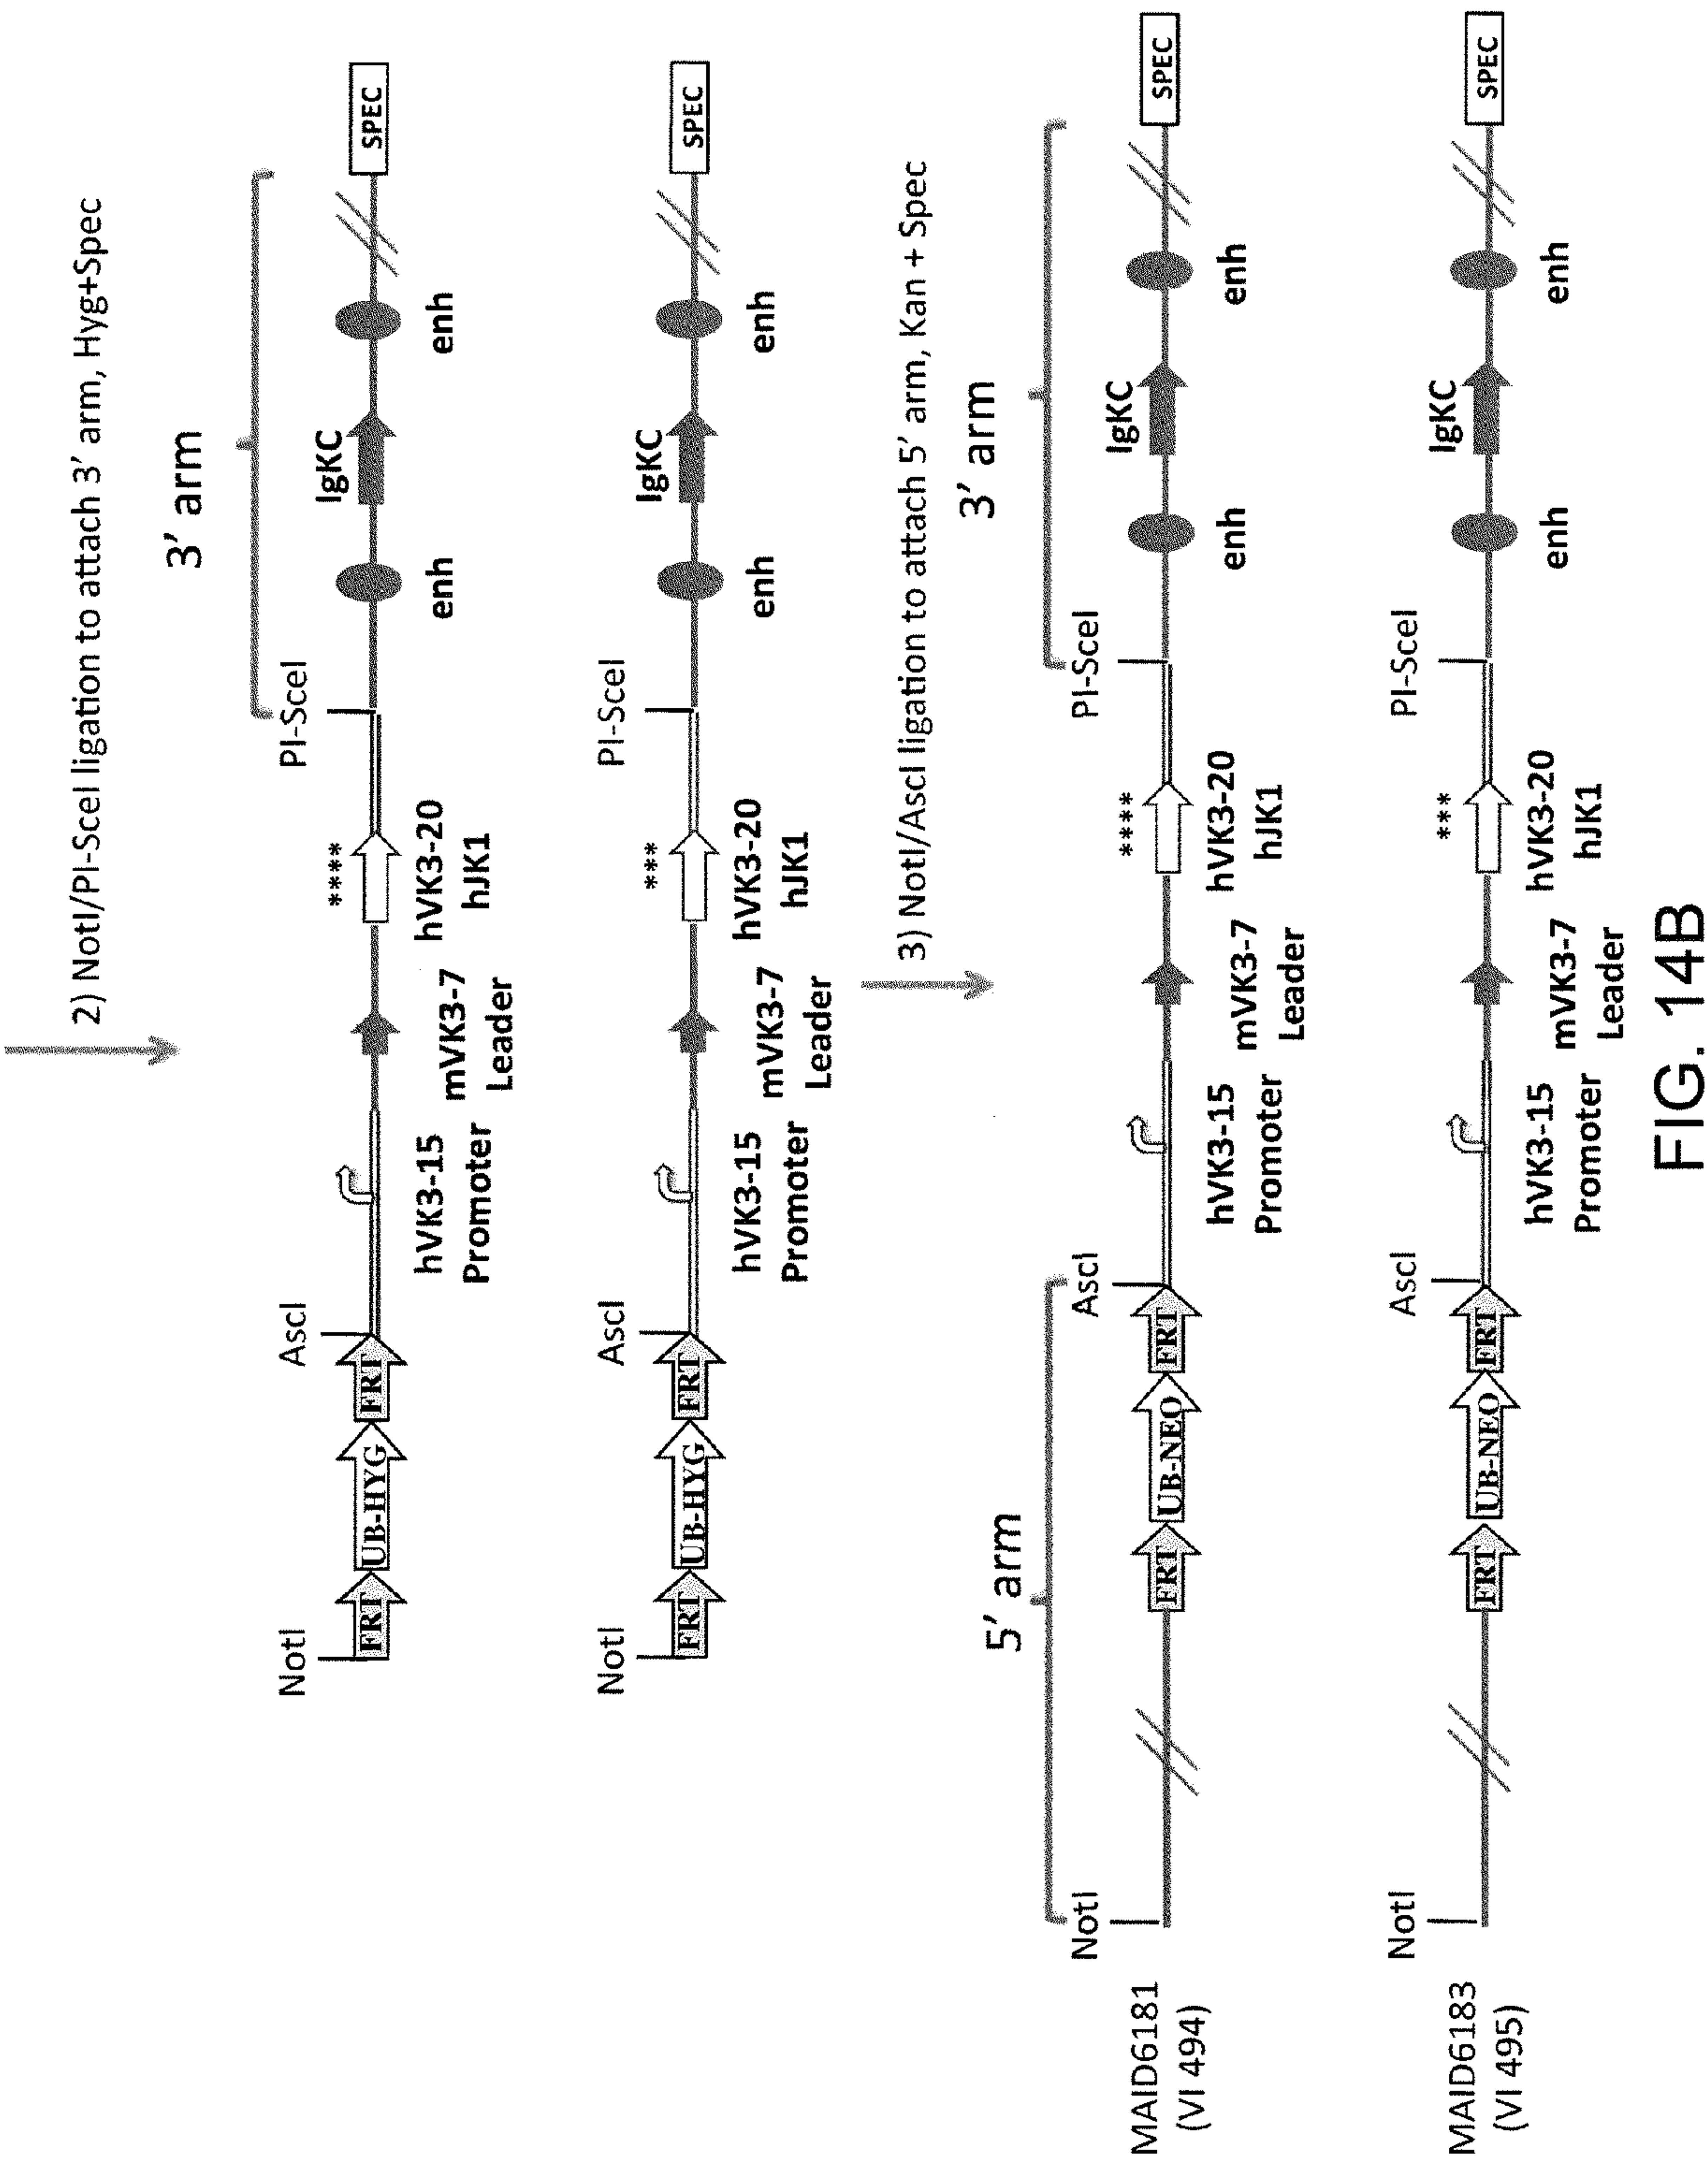 2) NotI/PI-SceI ligation to attach 3’ arm, Hyg+Spec
3’ arm
NotI AscI PI-SceI
FRT UB-HYG FRT **** IgKC SPEC
hVK3-15 mVK3-7 hVK3-20 enh enh
Promoter Leader hJK1
NotI AscI PI-SceI
FRT UB-HYG FRT *** IgKC SPEC
hVK3-15 mVK3-7 hVK3-20 enh enh
Promoter Leader hJK1
3) NotI/AscI ligation to attach 5’ arm, Kan + Spec
5’ arm 3’ arm
NotI AscI PI-SceI
MAID6181 FRT UB-NEO FRT **** IgKC SPEC
(VI 494) hVK3-15 mVK3-7 hVK3-20 enh enh
Promoter Leader hJK1
NotI AscI PI-SceI
MAID6183 FRT UB-NEO FRT *** IgKC SPEC
(VI 495) hVK3-15 mVK3-7 hVK3-20 enh enh
Promoter Leader hJK1
FIG. 14B